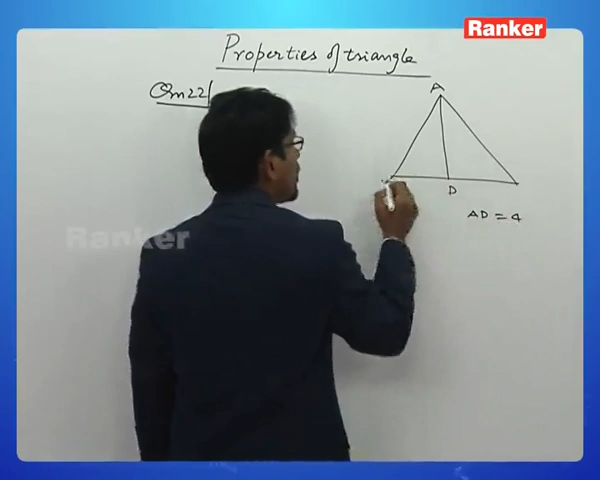 Ranker
Properties of triangle
Qn22
A
D
AD = 4
Ranker